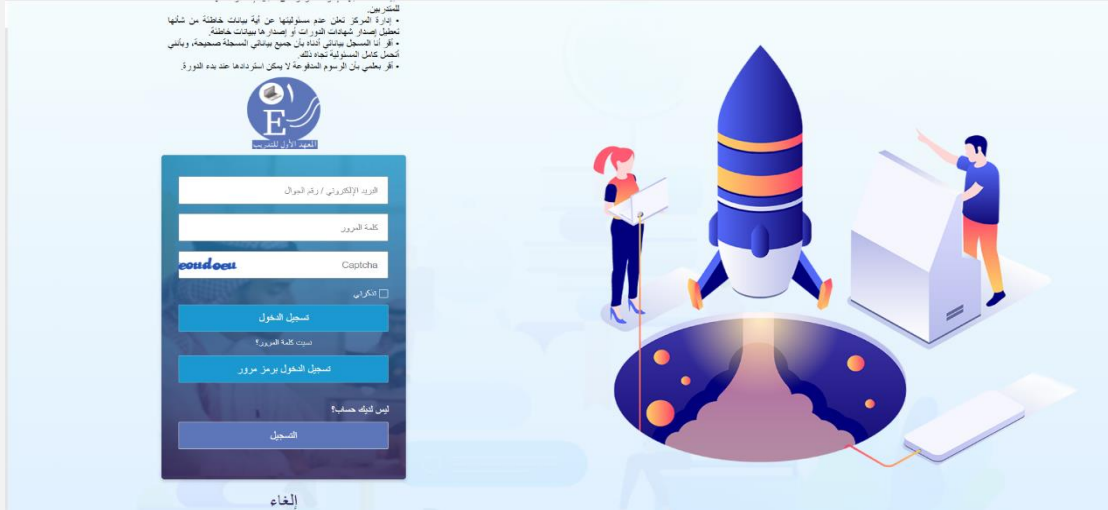 للمتدربين.
• إدارة المركز تعلن عدم مسئوليتها عن أية بيانات خاطئة من شأنها
تعطيل إصدار شهادات الدورات أو إصدارها ببيانات خاطئة.
• أقر أنا المسجل بياناتي أدناه بأن جميع بياناتي المسجلة صحيحة، وبأنني
أتحمل كامل المسئولية تجاه ذلك.
• أقر بعلمي بأن الرسوم المدفوعة لا يمكن استردادها عند بدء الدورة.
١
E
المعهد الأول للتدريب
البريد الإلكتروني / رقم الجوال
كلمة المرور
Captcha
تذكرني
تسجيل الدخول
نسيت كلمة المرور؟
تسجيل الدخول برمز مرور
ليس لديك حساب؟
التسجيل
إلغاء